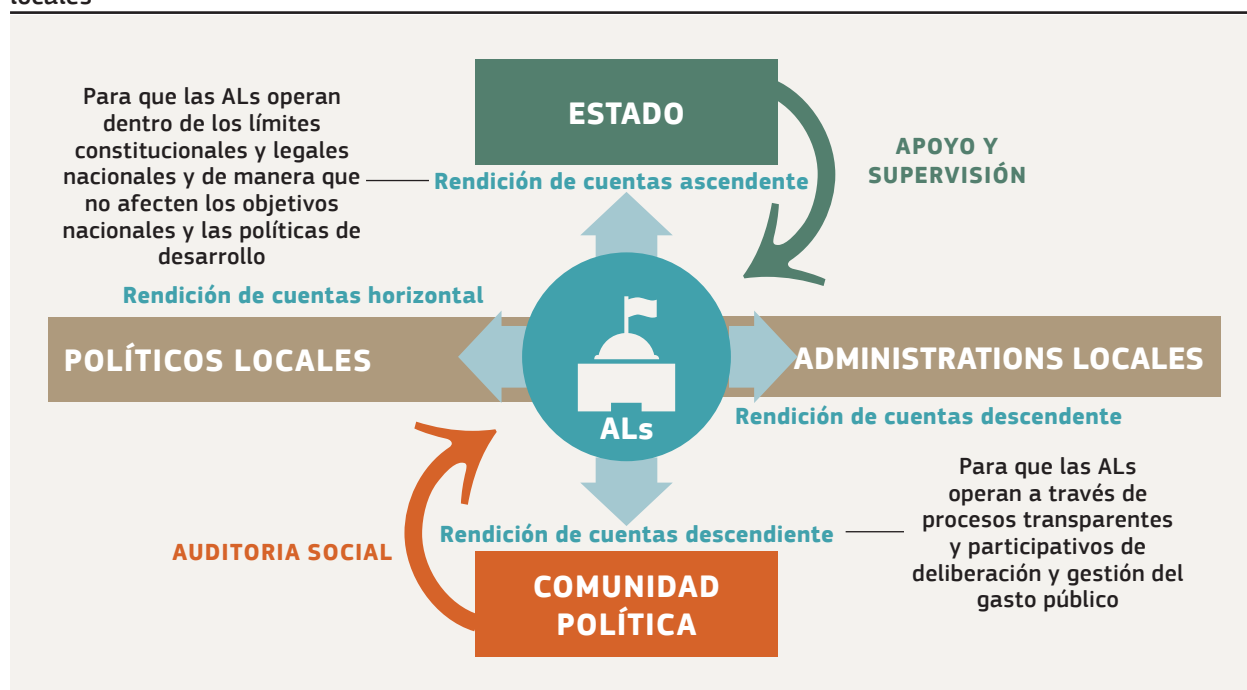 locales
Para que las ALs operan
dentro de los límites
constitucionales y legales
nacionales y de manera que
no afecten los objetivos
nacionales y las políticas de
desarrollo
ESTADO
Rendición de cuentas ascendente
APOYO Y
SUPERVISIÓN
Rendición de cuentas horizontal
POLÍTICOS LOCALES
ALs
ADMINISTRATIONS LOCALES
Rendición de cuentas descendente
AUDITORIA SOCIAL
Rendición de cuentas descendiente
Para que las ALs
operan a través de
procesos transparentes
y participativos de
deliberación y gestión del
gasto público
COMUNIDAD
POLÍTICA